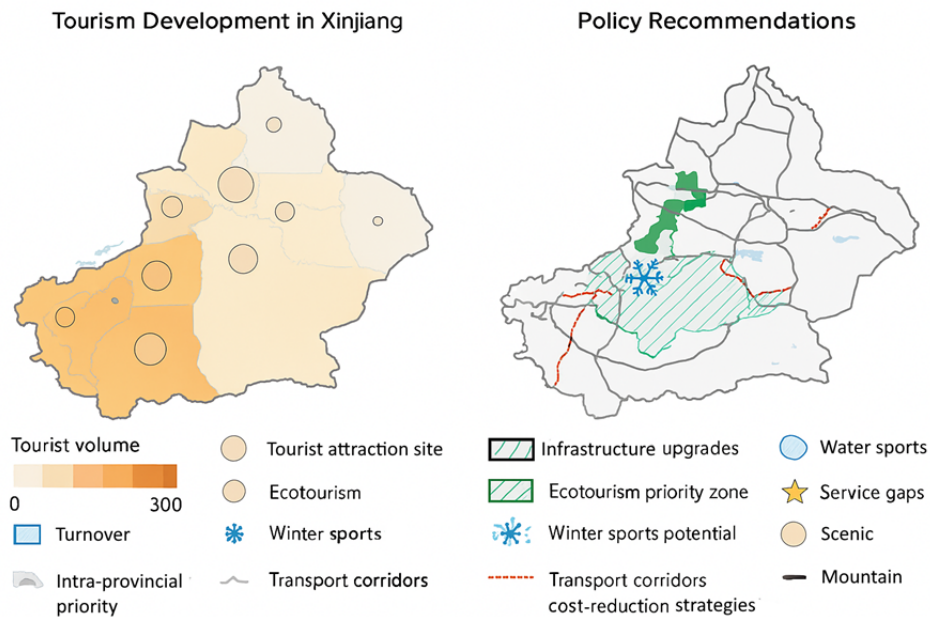 Tourism Development in Xinjiang
Policy Recommendations
Tourist volume
0 300
Turnover
Intra-provincial
priority
Tourist attraction site
Ecotourism
Winter sports
Transport corridors
Infrastructure upgrades
Ecotourism priority zone
Winter sports potential
Transport corridors
cost-reduction strategies
Water sports
Service gaps
Scenic
Mountain